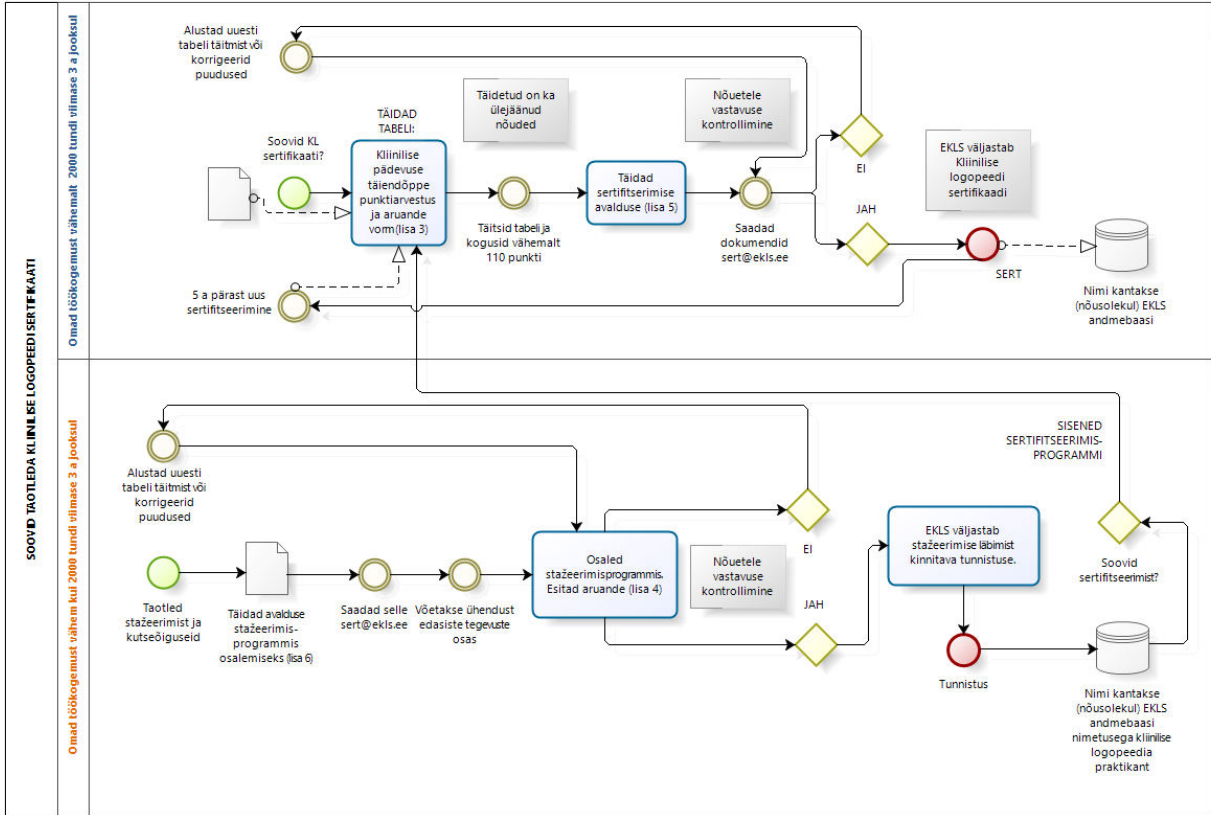 SOOVID TAOTLEDA KLIINILISE LOGOPEEDI SERTIFIKAATI
Omad töökogemust vähemalt 2000 tundi viimase 3 a jooksul
Alustad uuesti
tabeli täitmist või
korrigeerid
puudused
Soovid KL
sertifikaati?
TÄIDAD
TABELI:
Kliinilise
pädevuse
täiendõppe
punktiarvestus
ja aruande
vorm(lisa 3)
Täidetud on ka
ülejäänud
nõuded
Täitsid tabeli ja
kogusid vähemalt
110 punkti
Täidad
sertifitserimise
avalduse (lisa 5)
Nõuetele
vastavuse
kontrollimine
Saadad
dokumendid
sert@ekls.ee
EI
JAH
EKLS väljastab
Kliinilise
logopeedi
sertifikaadi
SERT
Nimi kantakse
(nõusolekul) EKLS
andmebaasi
5 a pärast uus
sertifitseerimine
Omad töökogemust vähem kui 2000 tundi viimase 3 a jooksul
Alustad uuesti
tabeli täitmist või
korrigeerid
puudused
Taotled
stažeerimist ja
kutseõiguseid
Täidad avalduse
stažeerimis-
programmis
osalemiseks (lisa 6)
Saadad selle
sert@ekls.ee
Võetakse ühendust
edasiste tegevuste
osas
Osaled
stažeerimisprogrammis.
Esitad aruande (lisa 4)
Nõuetele
vastavuse
kontrollimine
EI
JAH
EKLS väljastab
stažeerimise läbimist
kinnitava tunnistuse.
Tunnistus
SISENED
SERTIFITSEERIMIS-
PROGRAMMI
Soovid
sertifitseerimist?
Nimi kantakse
(nõusolekul) EKLS
andmebaasi
nimetusega kliinilise
logopeedia
praktikant